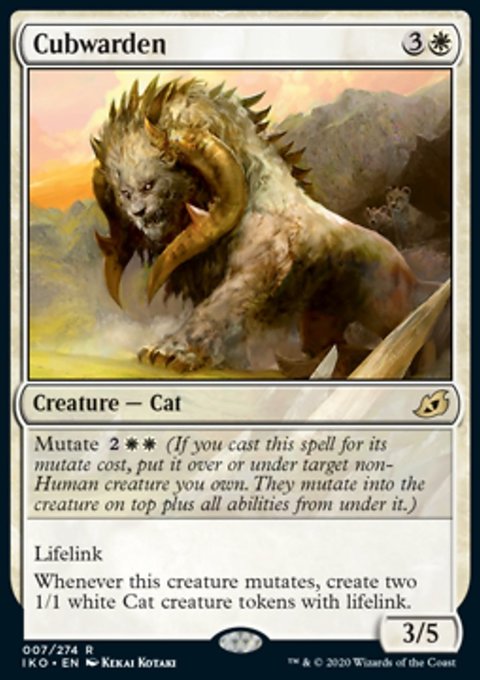 Cubwarden 3
Creature — Cat
Mutate 2 (If you cast this spell for its
mutate cost, put it over or under target non-
Human creature you own. They mutate into the
creature on top plus all abilities from under it.)
Lifelink
Whenever this creature mutates, create two
1/1 white Cat creature tokens with lifelink.
3/5
007/274 R
IKO • EN Kekai Kotaki ™ & © 2020 Wizards of the Coast